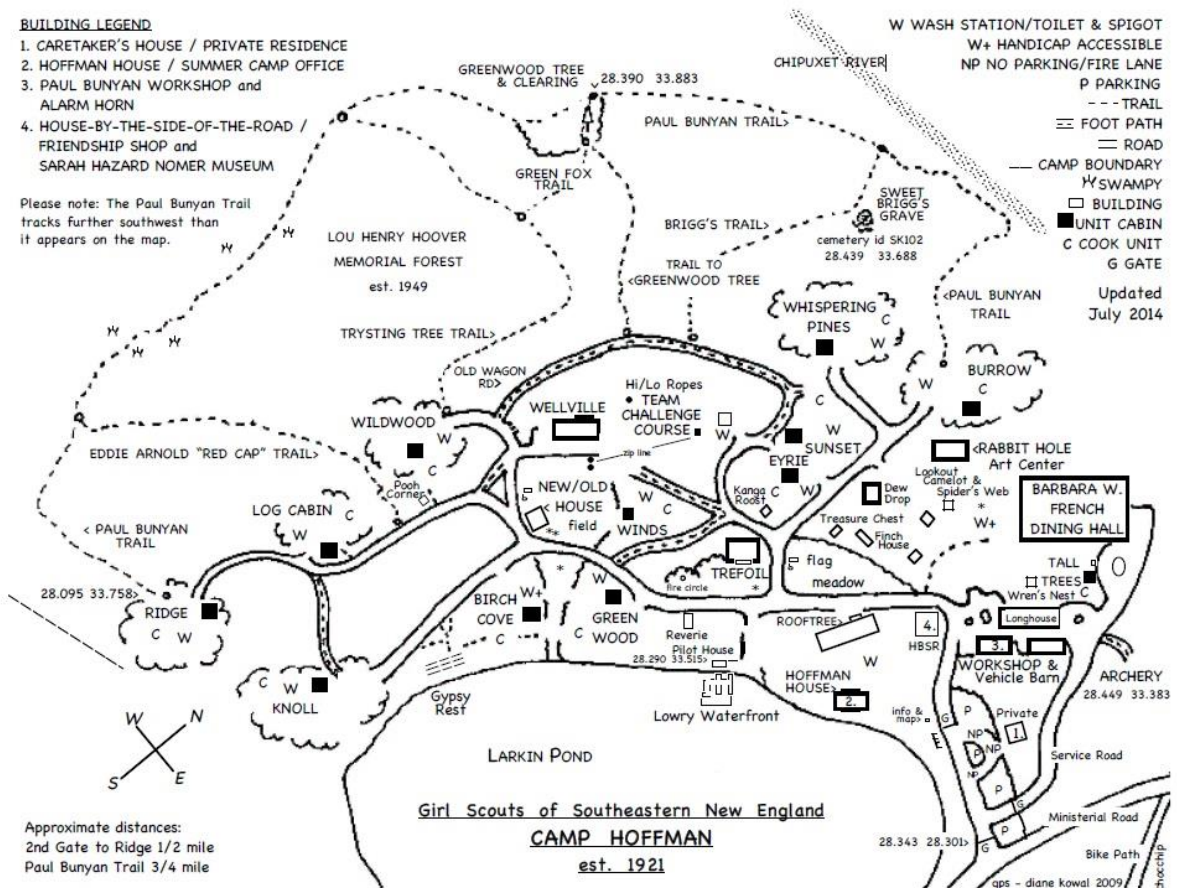 BUILDING LEGEND
1. CARETAKER'S HOUSE / PRIVATE RESIDENCE
2. HOFFMAN HOUSE / SUMMER CAMP OFFICE
3. PAUL BUNYAN WORKSHOP and
ALARM HORN
4. HOUSE-BY-THE-SIDE-OF-THE-ROAD /
FRIENDSHIP SHOP and
SARAH HAZARD NOMER MUSEUM
Please note: The Paul Bunyan Trail
tracks further southwest than
it appears on the map.
W WASH STATION/TOILET & SPIGOT
W+ HANDICAP ACCESSIBLE
NP NO PARKING/FIRE LANE
P PARKING
- - - TRAIL
FOOT PATH
ROAD
CAMP BOUNDARY
SWAMPY
BUILDING
UNIT CABIN
C COOK UNIT
G GATE
Updated
July 2014
CHIPUXET RIVER
GREENWOOD TREE
& CLEARING
28.390 33.883
PAUL BUNYAN TRAIL>
GREEN FOX
TRAIL
SWEET
BRIGG'S
GRAVE
BRIGG'S TRAIL>
cemetery id SK102
28.439 33.688
LOU HENRY HOOVER
MEMORIAL FOREST
est. 1949
TRAIL TO
<GREENWOOD TREE
<PAUL BUNYAN
TRAIL
WHISPERING
PINES
C
W
TRYSTING TREE TRAIL>
OLD WAGON
RD>
W
BURROW
C
Hi/Lo Ropes
TEAM
CHALLENGE
COURSE
W
WELLVILLE
WILDWOOD
W
C
C
W
SUNSET
EYRIE
C
W
zip line
<RABBIT HOLE
Art Center
EDDIE ARNOLD "RED CAP" TRAIL>
Pooh
Corner
NEW/OLD
< HOUSE
field
**
W
C
WINDS
Kanga
Roost
Dew
Drop
Lookout
Camelot &
Spider's Web
*
W+
BARBARA W.
FRENCH
DINING HALL
LOG CABIN
C
W
Treasure Chest
Finch
House
< PAUL BUNYAN
TRAIL
TREFOIL
*
fire circle
flag
meadow
TALL
TREES
Wren's Nest
C
28.095 33.758>
RIDGE
C
W
BIRCH
COVE
W+
C
*
W
GREEN
WOOD
C
Reverie
Pilot House
28.290 33.515>
ROOFTREE>
W
4.
HBSR
Longhouse
3.
WORKSHOP &
Vehicle Barn
ARCHERY
28.449 33.383
C
W
KNOLL
Gypsy
Rest
Lowry Waterfront
HOFFMAN
HOUSE>
2.
info &
map>
G
P
Private
1.
NP
P
NP
NP
P
G
P
G
Service Road
W
N
S
E
LARKIN POND
Girl Scouts of Southeastern New England
CAMP HOFFMAN
est. 1921
28.343 28.301>
Ministerial Road
Bike Path
Approximate distances:
2nd Gate to Ridge 1/2 mile
Paul Bunyan Trail 3/4 mile
gps - diane kowal 2009